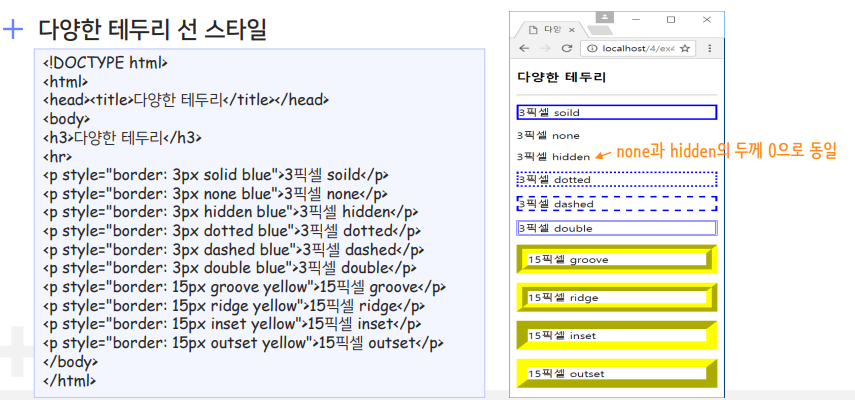 다양한 테두리 선 스타일
<!DOCTYPE html>
<html>
<head><title>다양한 테두리</title></head>
<body>
<h3>다양한 테두리</h3>
<hr>
<p style="border: 3px solid blue">3픽셀 soild</p>
<p style="border: 3px none blue">3픽셀 none</p>
<p style="border: 3px hidden blue">3픽셀 hidden</p>
<p style="border: 3px dotted blue">3픽셀 dotted</p>
<p style="border: 3px dashed blue">3픽셀 dashed</p>
<p style="border: 3px double blue">3픽셀 double</p>
<p style="border: 15px groove yellow">15픽셀 groove</p>
<p style="border: 15px ridge yellow">15픽셀 ridge</p>
<p style="border: 15px inset yellow">15픽셀 inset</p>
<p style="border: 15px outset yellow">15픽셀 outset</p>
</body>
</html>
다양
localhost/4/ex4
다양한 테두리
3픽셀 soild
3픽셀 none
3픽셀 hidden
none과 hidden의 두께 0으로 동일
3픽셀 dotted
3픽셀 dashed
3픽셀 double
15픽셀 groove
15픽셀 ridge
15픽셀 inset
15픽셀 outset